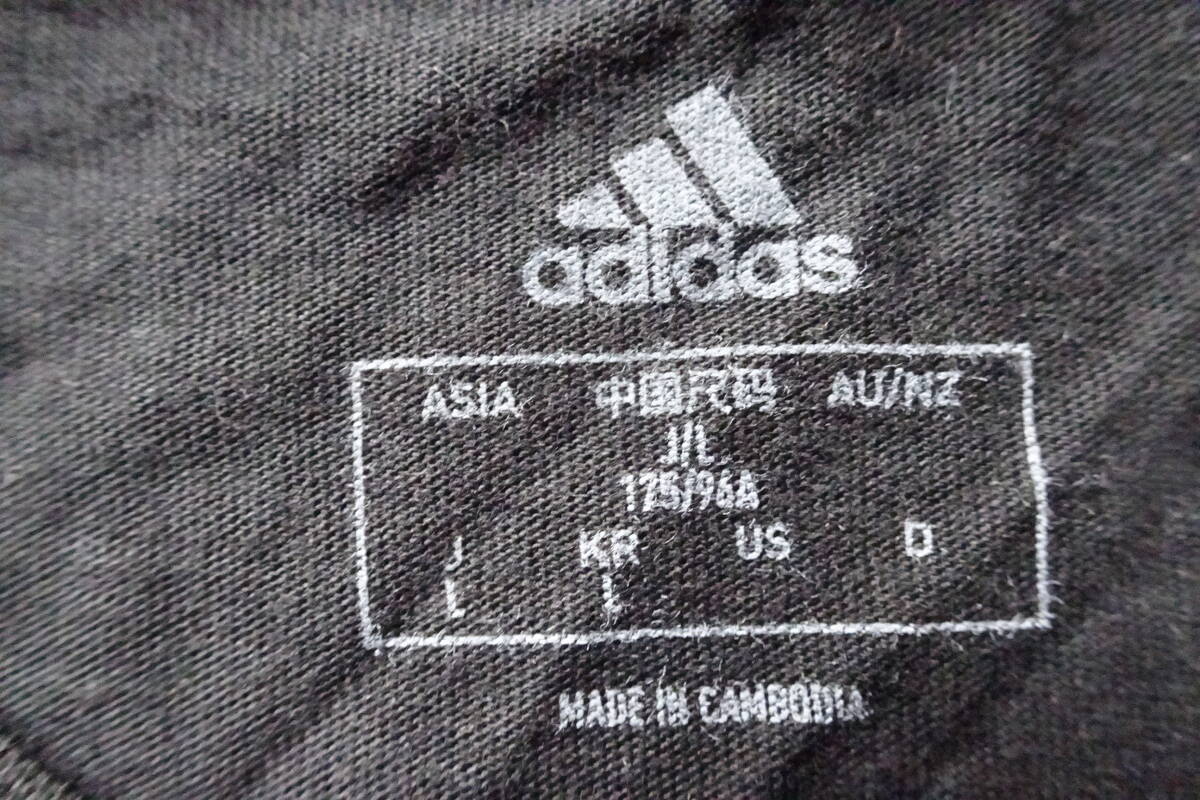 adidas
ASIA 中国尺码 AU/NZ
J/L
175/96A
J KR US D
L L
MADE IN CAMBODIA